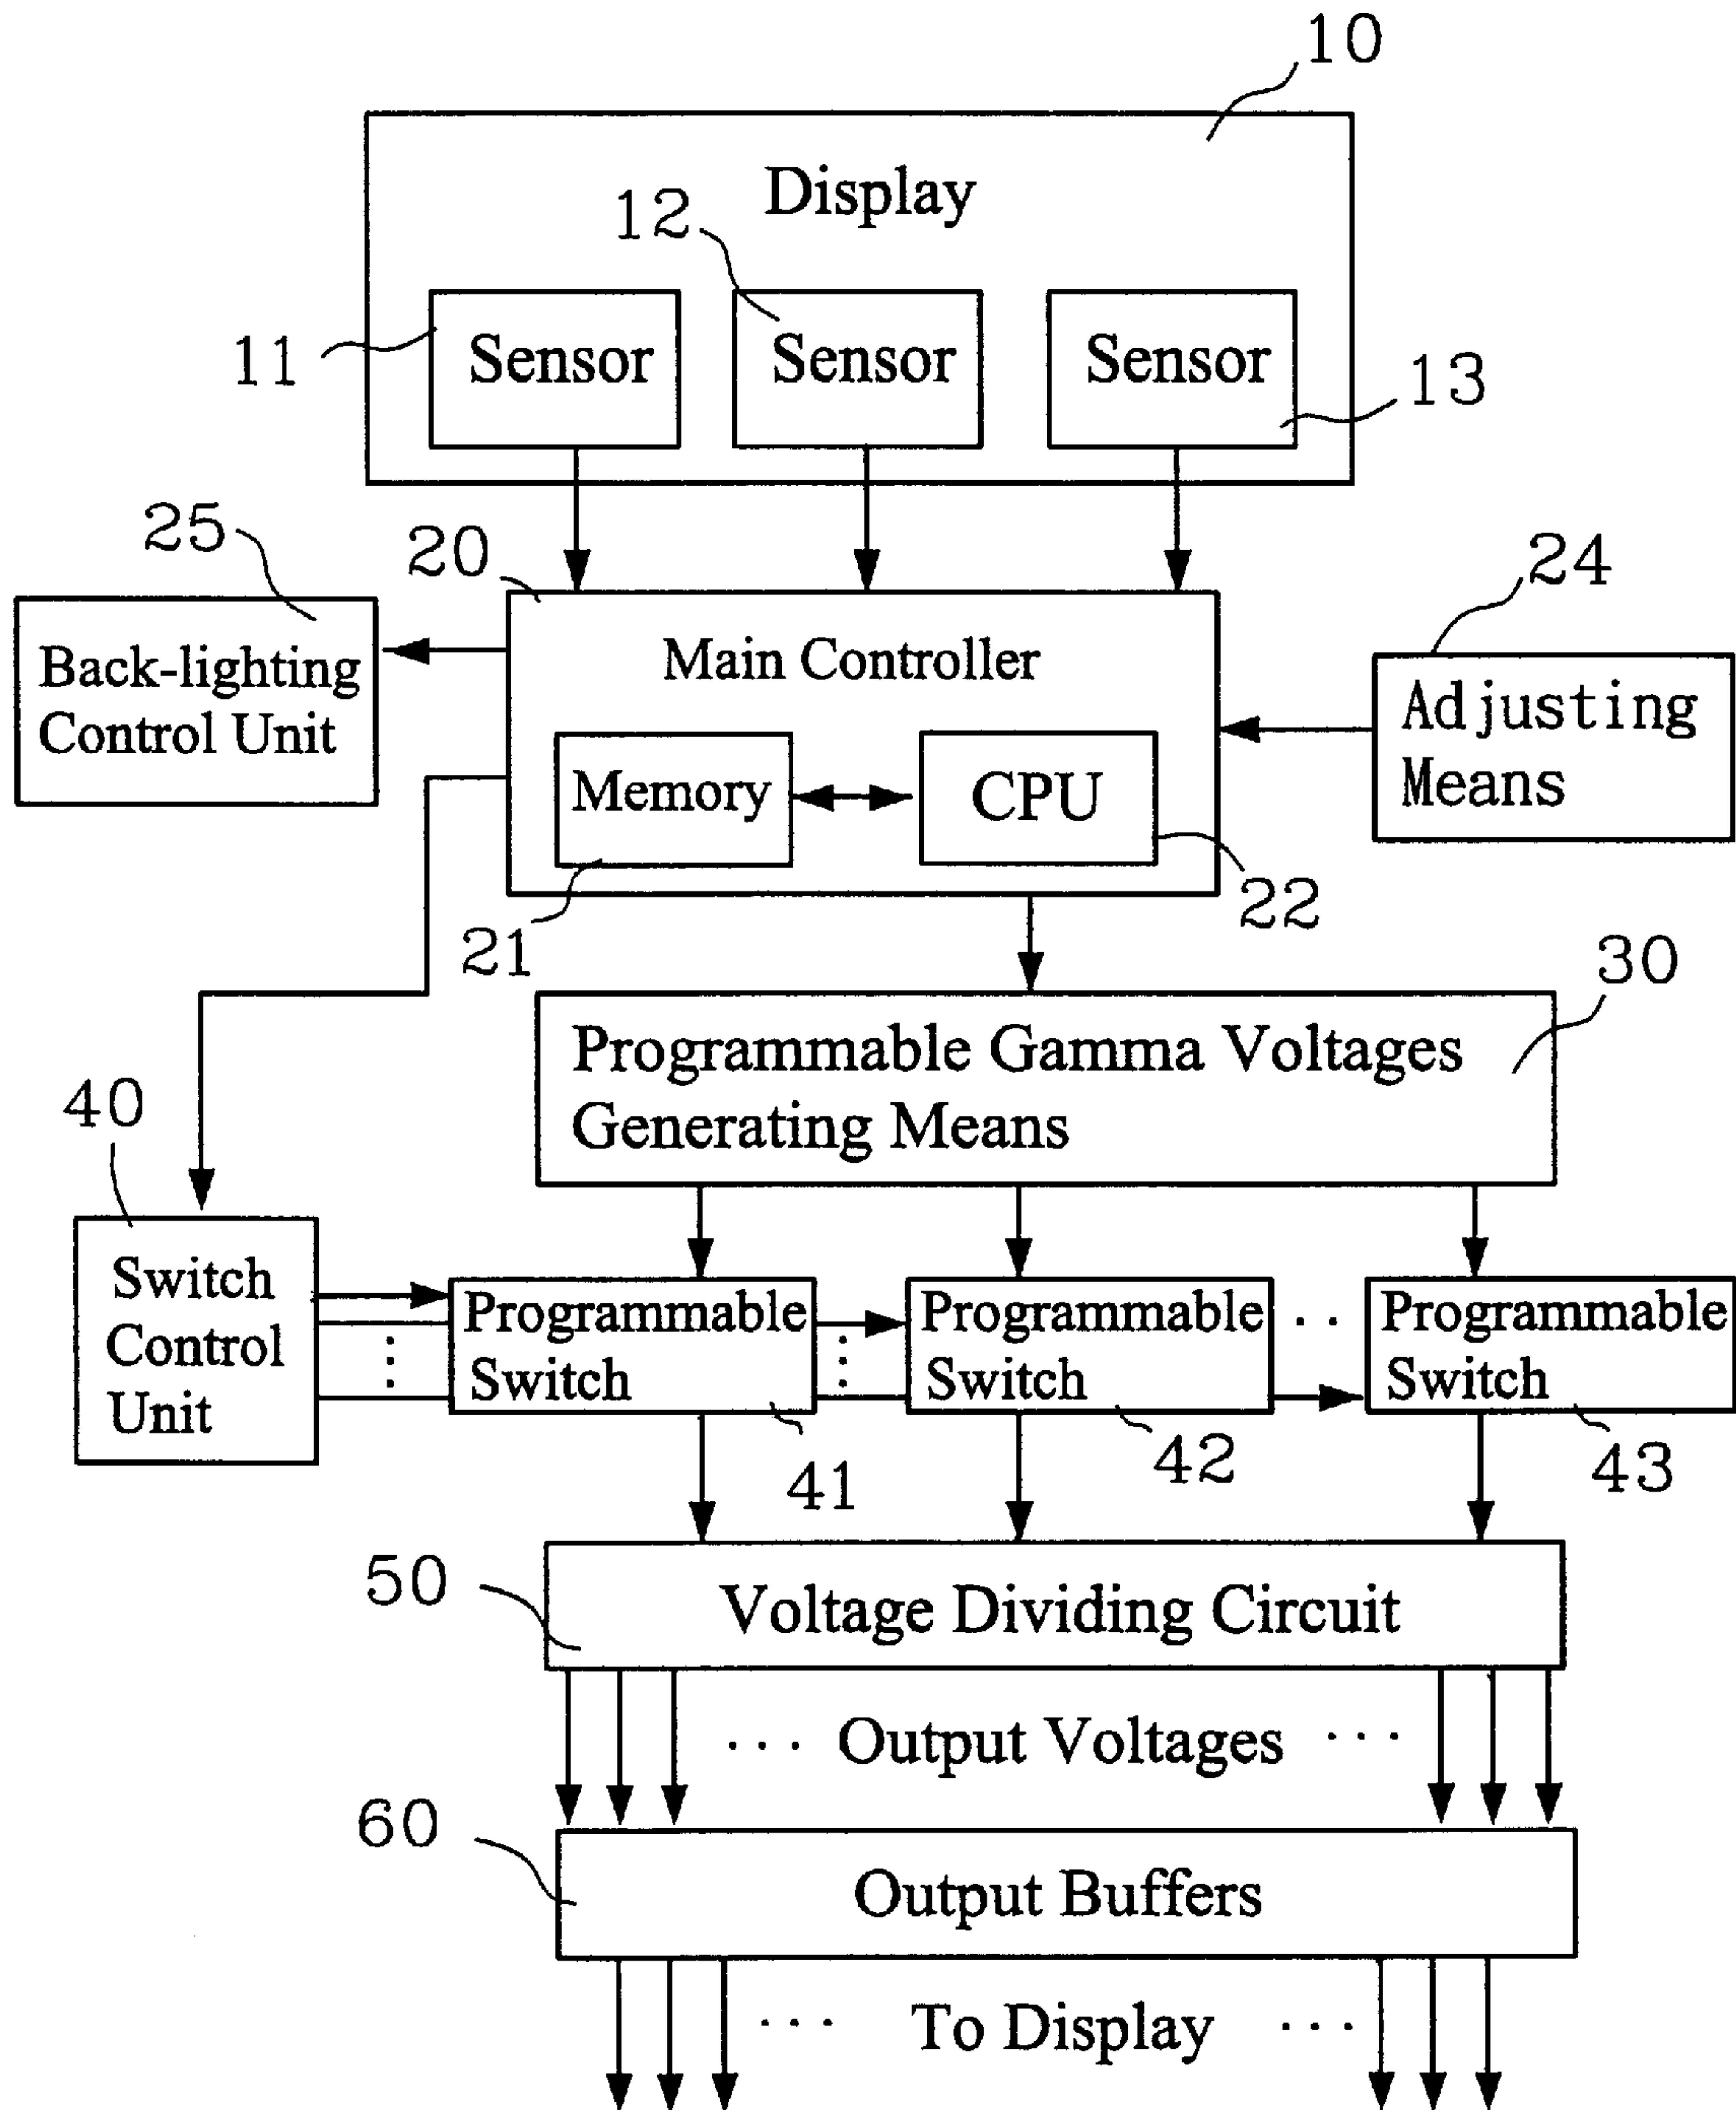 10
Display
12
11
Sensor
Sensor
Sensor
13
25
20
24
Back-lighting
Control Unit
Main Controller
Adjusting
Means
Memory
CPU
21
22
30
Programmable Gamma Voltages
Generating Means
40
Switch
Control
Unit
Programmable
Switch
Programmable
Switch
Programmable
Switch
41
42
43
50
Voltage Dividing Circuit
... Output Voltages ...
60
Output Buffers
... To Display ...